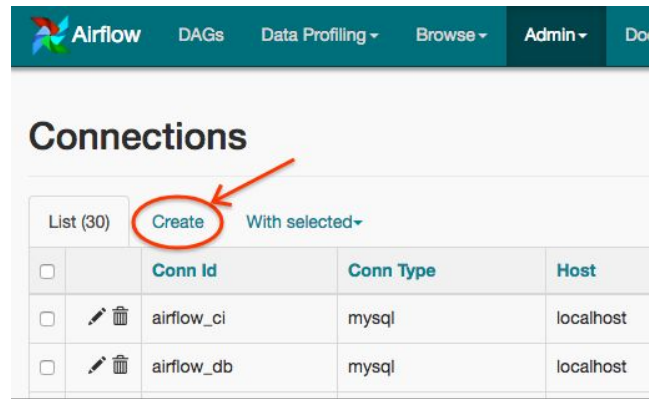 Airflow DAGs Data Profiling Browse Admin
Connections
List (30) Create With selected
Conn Id Conn Type Host
airflow_ci mysql localhost
airflow_db mysql localhost